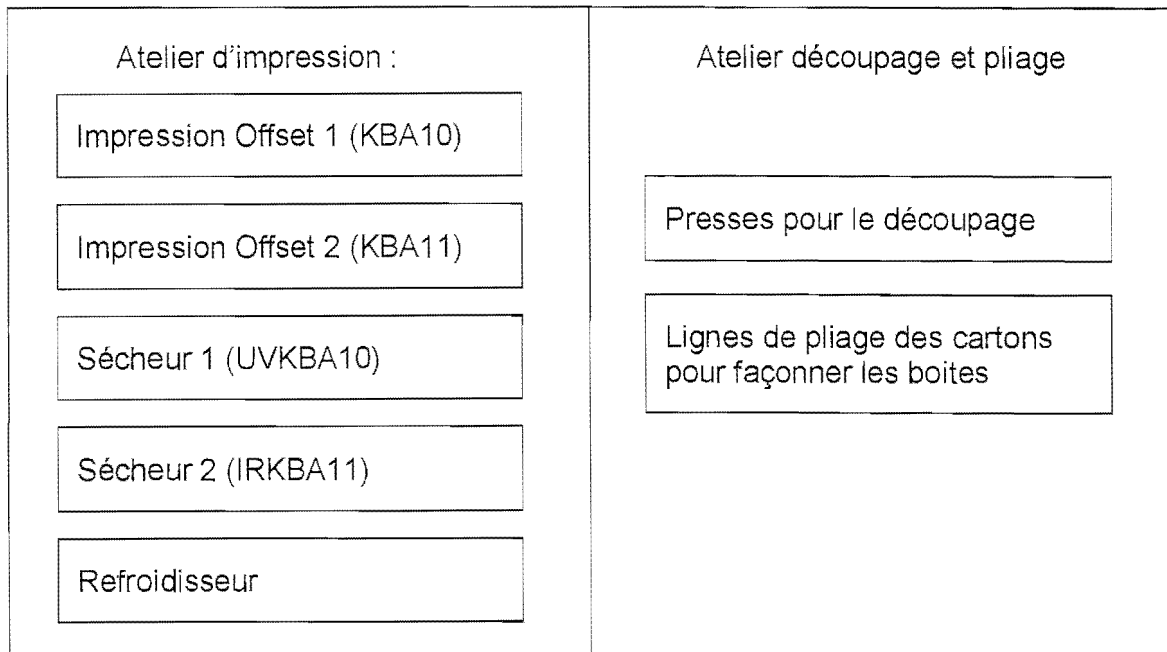 Atelier d'impression :
Impression Offset 1 (KBA10)
Impression Offset 2 (KBA11)
Sécheur 1 (UVKBA10)
Sécheur 2 (IRKBA11)
Refroidisseur
Atelier découpage et pliage
Presses pour le découpage
Lignes de pliage des cartons
pour façonner les boites